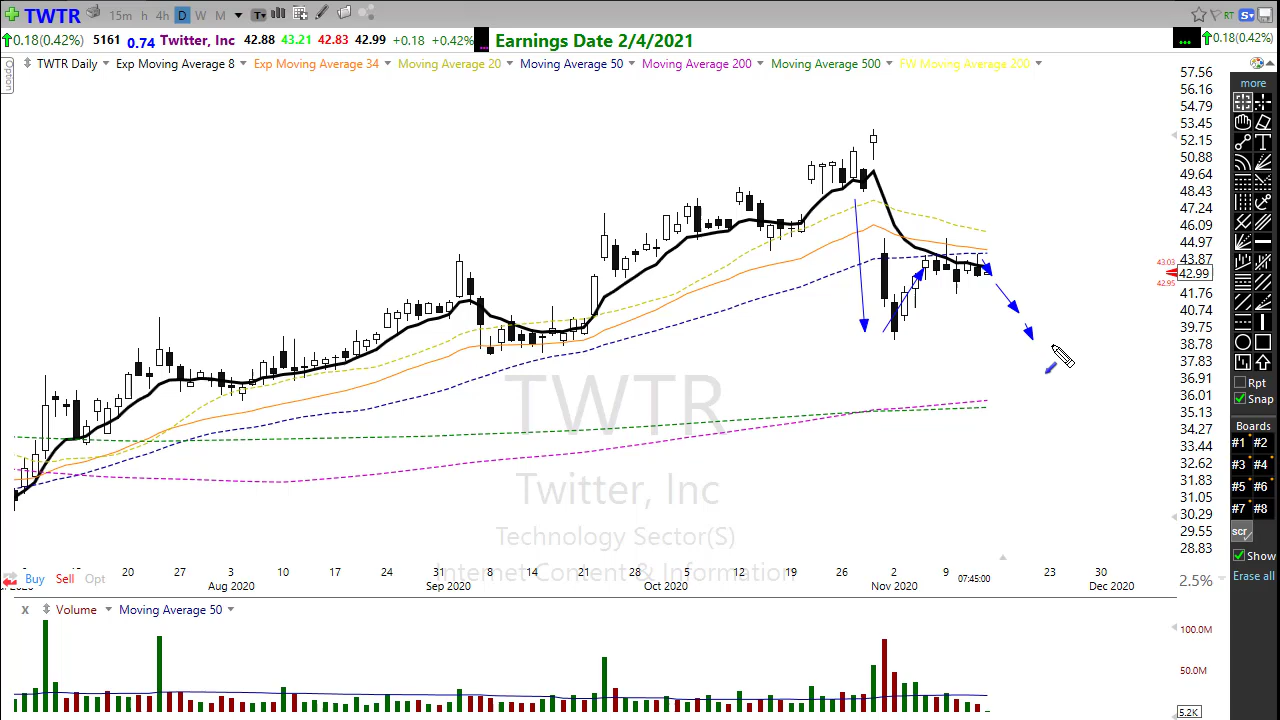 TWTR 15m h 4h D W M T
RT S
0.18(0.42%) 5161 0.74 Twitter, Inc 42.88 43.21 42.83 42.99 +0.18 +0.42% ... Earnings Date 2/4/2021 ... 0.18(0.42%)
Option
TWTR Daily Exp Moving Average 8 Exp Moving Average 34 Moving Average 20 Moving Average 50 Moving Average 200 Moving Average 500 FW Moving Average 200
57.56
56.16
54.79
53.45
52.15
50.88
49.64
48.43
47.24
46.09
44.97
43.87
43.03
42.99
42.95
41.76
40.74
39.75
38.78
37.83
36.91
36.01
35.13
34.27
33.44
32.62
31.83
31.05
30.29
29.55
28.83
more
T
Rpt
Snap
Boards
#1 #2
#3 #4
#5 #6
#7 #8
scr
Show
Erase all
TWTR
Twitter, Inc
Technology Sector(S)
Internet Content & Information
20 27 3 10 17 24 31 8 14 21 28 5 12 19 26 2 9 07:45:00 23 30
Aug 2020 Sep 2020 Oct 2020 Nov 2020 Dec 2020
Buy Sell Opt
2.5%
x Volume Moving Average 50
100.0M
50.0M
5.2K